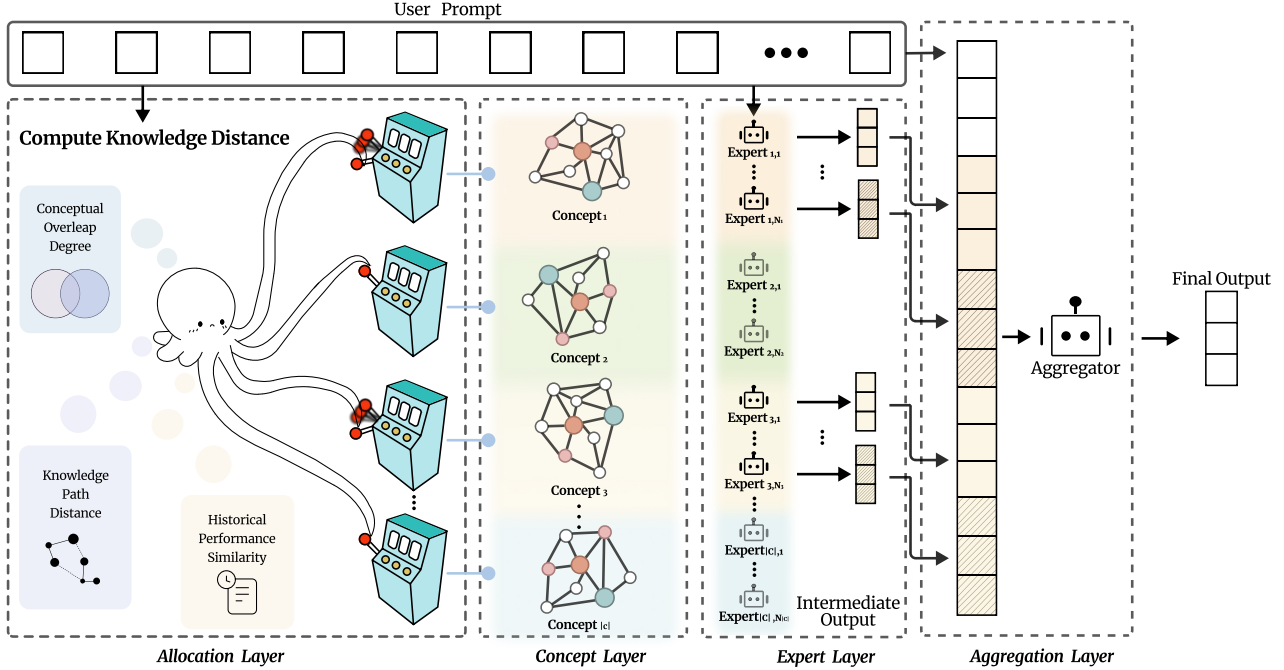 User Prompt
Compute Knowledge Distance
Conceptual
Overleap
Degree
Knowledge
Path
Distance
Historical
Performance
Similarity
Concept 1
Concept 2
Concept 3
Concept |c|
Expert 1,1
Expert 1,N₁
Expert 2,1
Expert 2,N₂
Expert 3,1
Expert 3,N₃
Expert|C|,1
Expert|C|,N|C|
Intermediate
Output
Aggregator
Final Output
Allocation Layer
Concept Layer
Expert Layer
Aggregation Layer